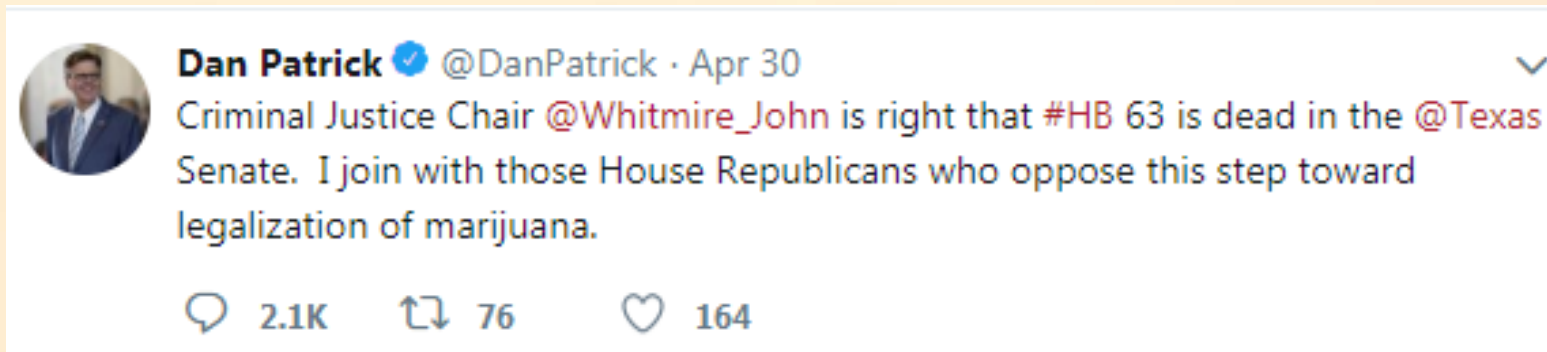 Dan Patrick @DanPatrick · Apr 30
Criminal Justice Chair @Whitmire_John is right that #HB 63 is dead in the @Texas
Senate.  I join with those House Republicans who oppose this step toward
legalization of marijuana.
2.1K 76 164